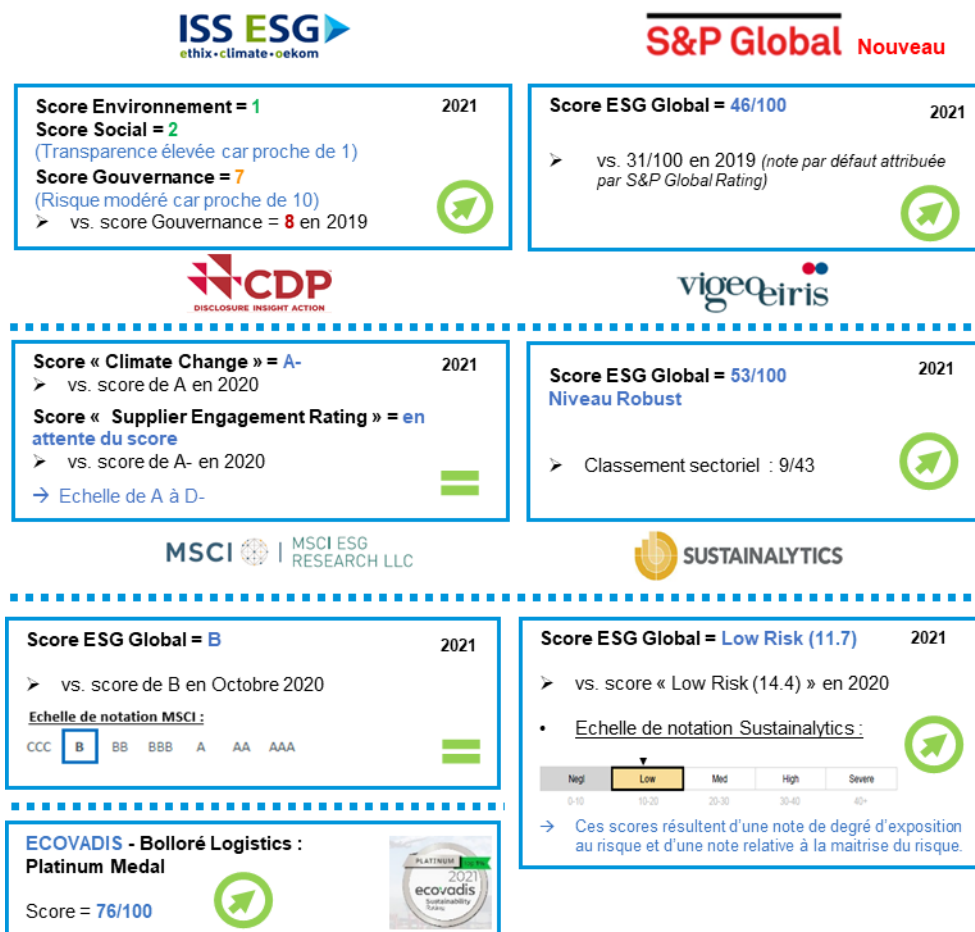 ISS ESG
ethix·climate·oekom
S&P Global Nouveau
Score Environnement = 1
2021
Score Social = 2
(Transparence élevée car proche de 1)
Score Gouvernance = 7
(Risque modéré car proche de 10)
➢ vs. score Gouvernance = 8 en 2019
Score ESG Global = 46/100
2021
➢ vs. 31/100 en 2019 (note par défaut attribuée
par S&P Global Rating)
CDP
DISCLOSURE INSIGHT ACTION
vigeoeiris
Score « Climate Change » = A-
2021
➢ vs. score de A en 2020
Score « Supplier Engagement Rating » = en
attente du score
➢ vs. score de A- en 2020
→ Echelle de A à D-
Score ESG Global = 53/100
2021
Niveau Robust
➢ Classement sectoriel : 9/43
MSCI | MSCI ESG
RESEARCH LLC
SUSTAINALYTICS
Score ESG Global = B
2021
➢ vs. score de B en Octobre 2020
Echelle de notation MSCI :
CCC B BB BBB A AA AAA
Score ESG Global = Low Risk (11.7)
2021
➢ vs. score « Low Risk (14.4) » en 2020
• Echelle de notation Sustainalytics :
Negl Low Med High Severe
0-10 10-20 20-30 30-40 40+
→ Ces scores résultent d'une note de degré d'exposition
au risque et d'une note relative à la maitrise du risque.
ECOVADIS - Bolloré Logistics :
Platinum Medal
Score = 76/100
PLATINUM
2021
ecovadis
Sustainability